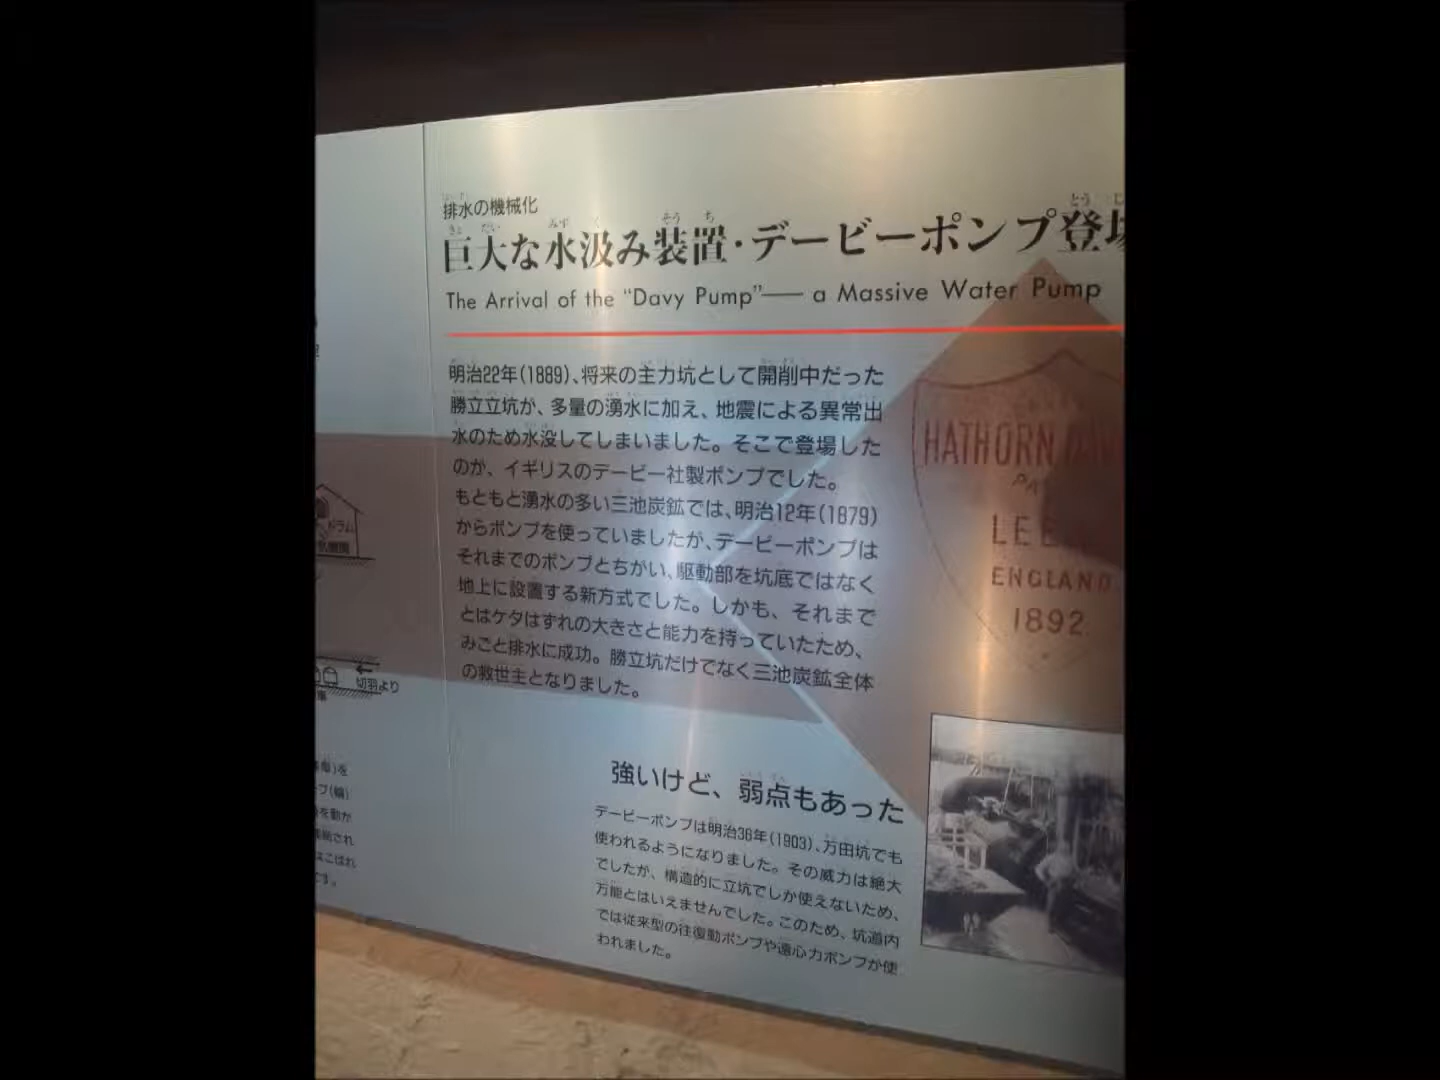 排水の機械化
巨大な水汲み装置・デービーポンプ登場
The Arrival of the “Davy Pump”— a Massive Water Pump
明治22年(1889)、将来の主力坑として開削中だった
勝立立坑が、多量の湧水に加え、地震による異常出
水のため水没してしまいました。そこで登場した
のが、イギリスのデービー社製ポンプでした。
もともと湧水の多い三池炭鉱では、明治12年(1879)
からポンプを使っていましたが、デービーポンプは
それまでのポンプとちがい、駆動部を坑底ではなく
地上に設置する新方式でした。しかも、それまで
とはケタはずれの大きさと能力を持っていたため、
みごと排水に成功。勝立坑だけでなく三池炭鉱全体
の救世主となりました。
HATHORN
LEE
ENGLAND
1892
強いけど、弱点もあった
デービーポンプは明治36年(1903)、万田坑でも
使われるようになりました。その威力は絶大
でしたが、構造的に立坑でしか使えないため、
万能とはいえませんでした。このため、坑道内
では従来型の往復動ポンプや遠心力ポンプが使
われました。
ドラム
切羽より
を
を動か
され
こばれ
です。